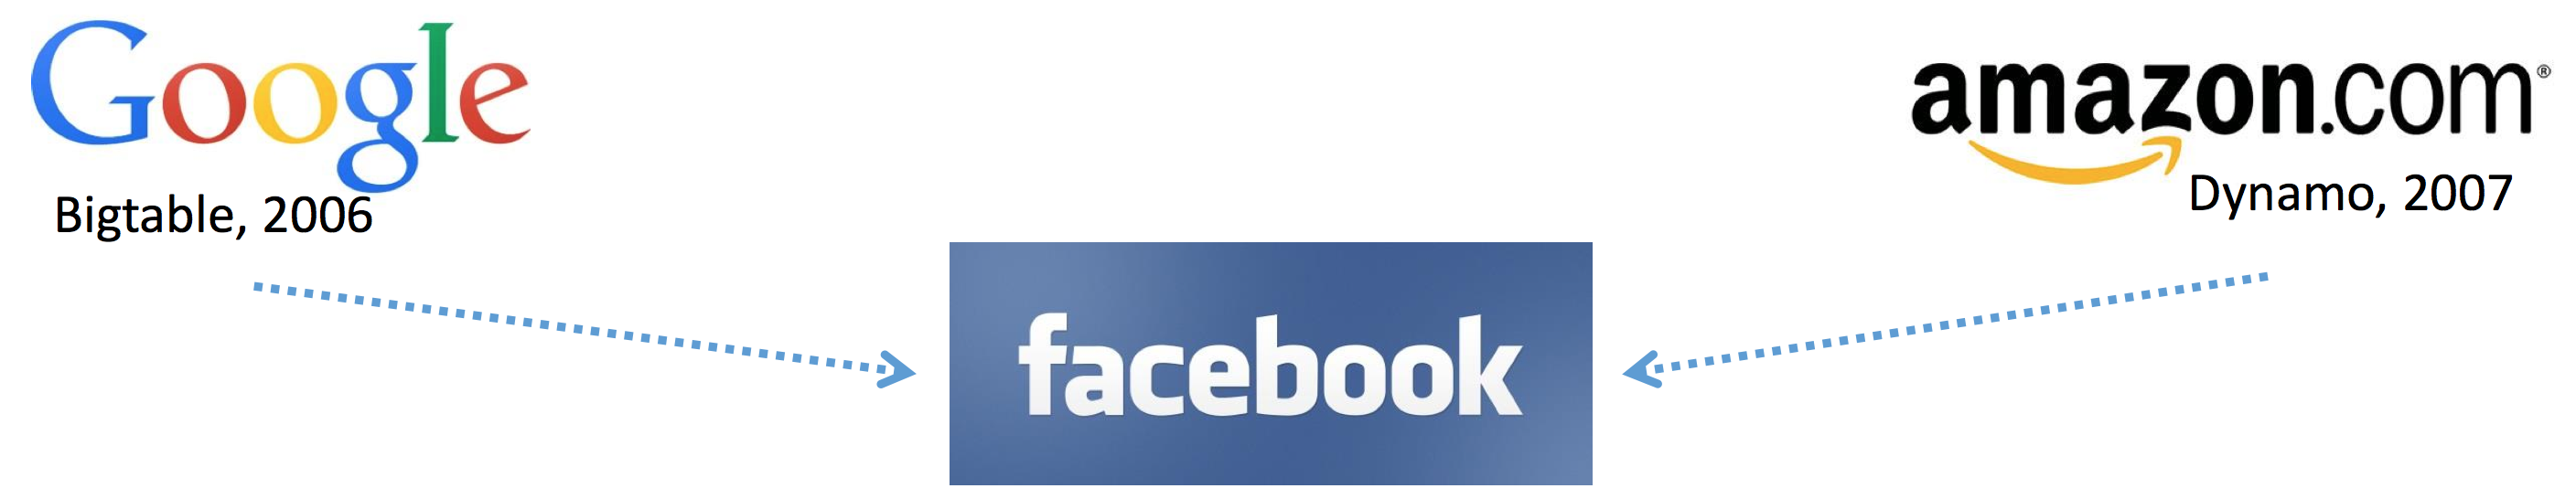 Google
Bigtable, 2006
amazon.com®
Dynamo, 2007
facebook